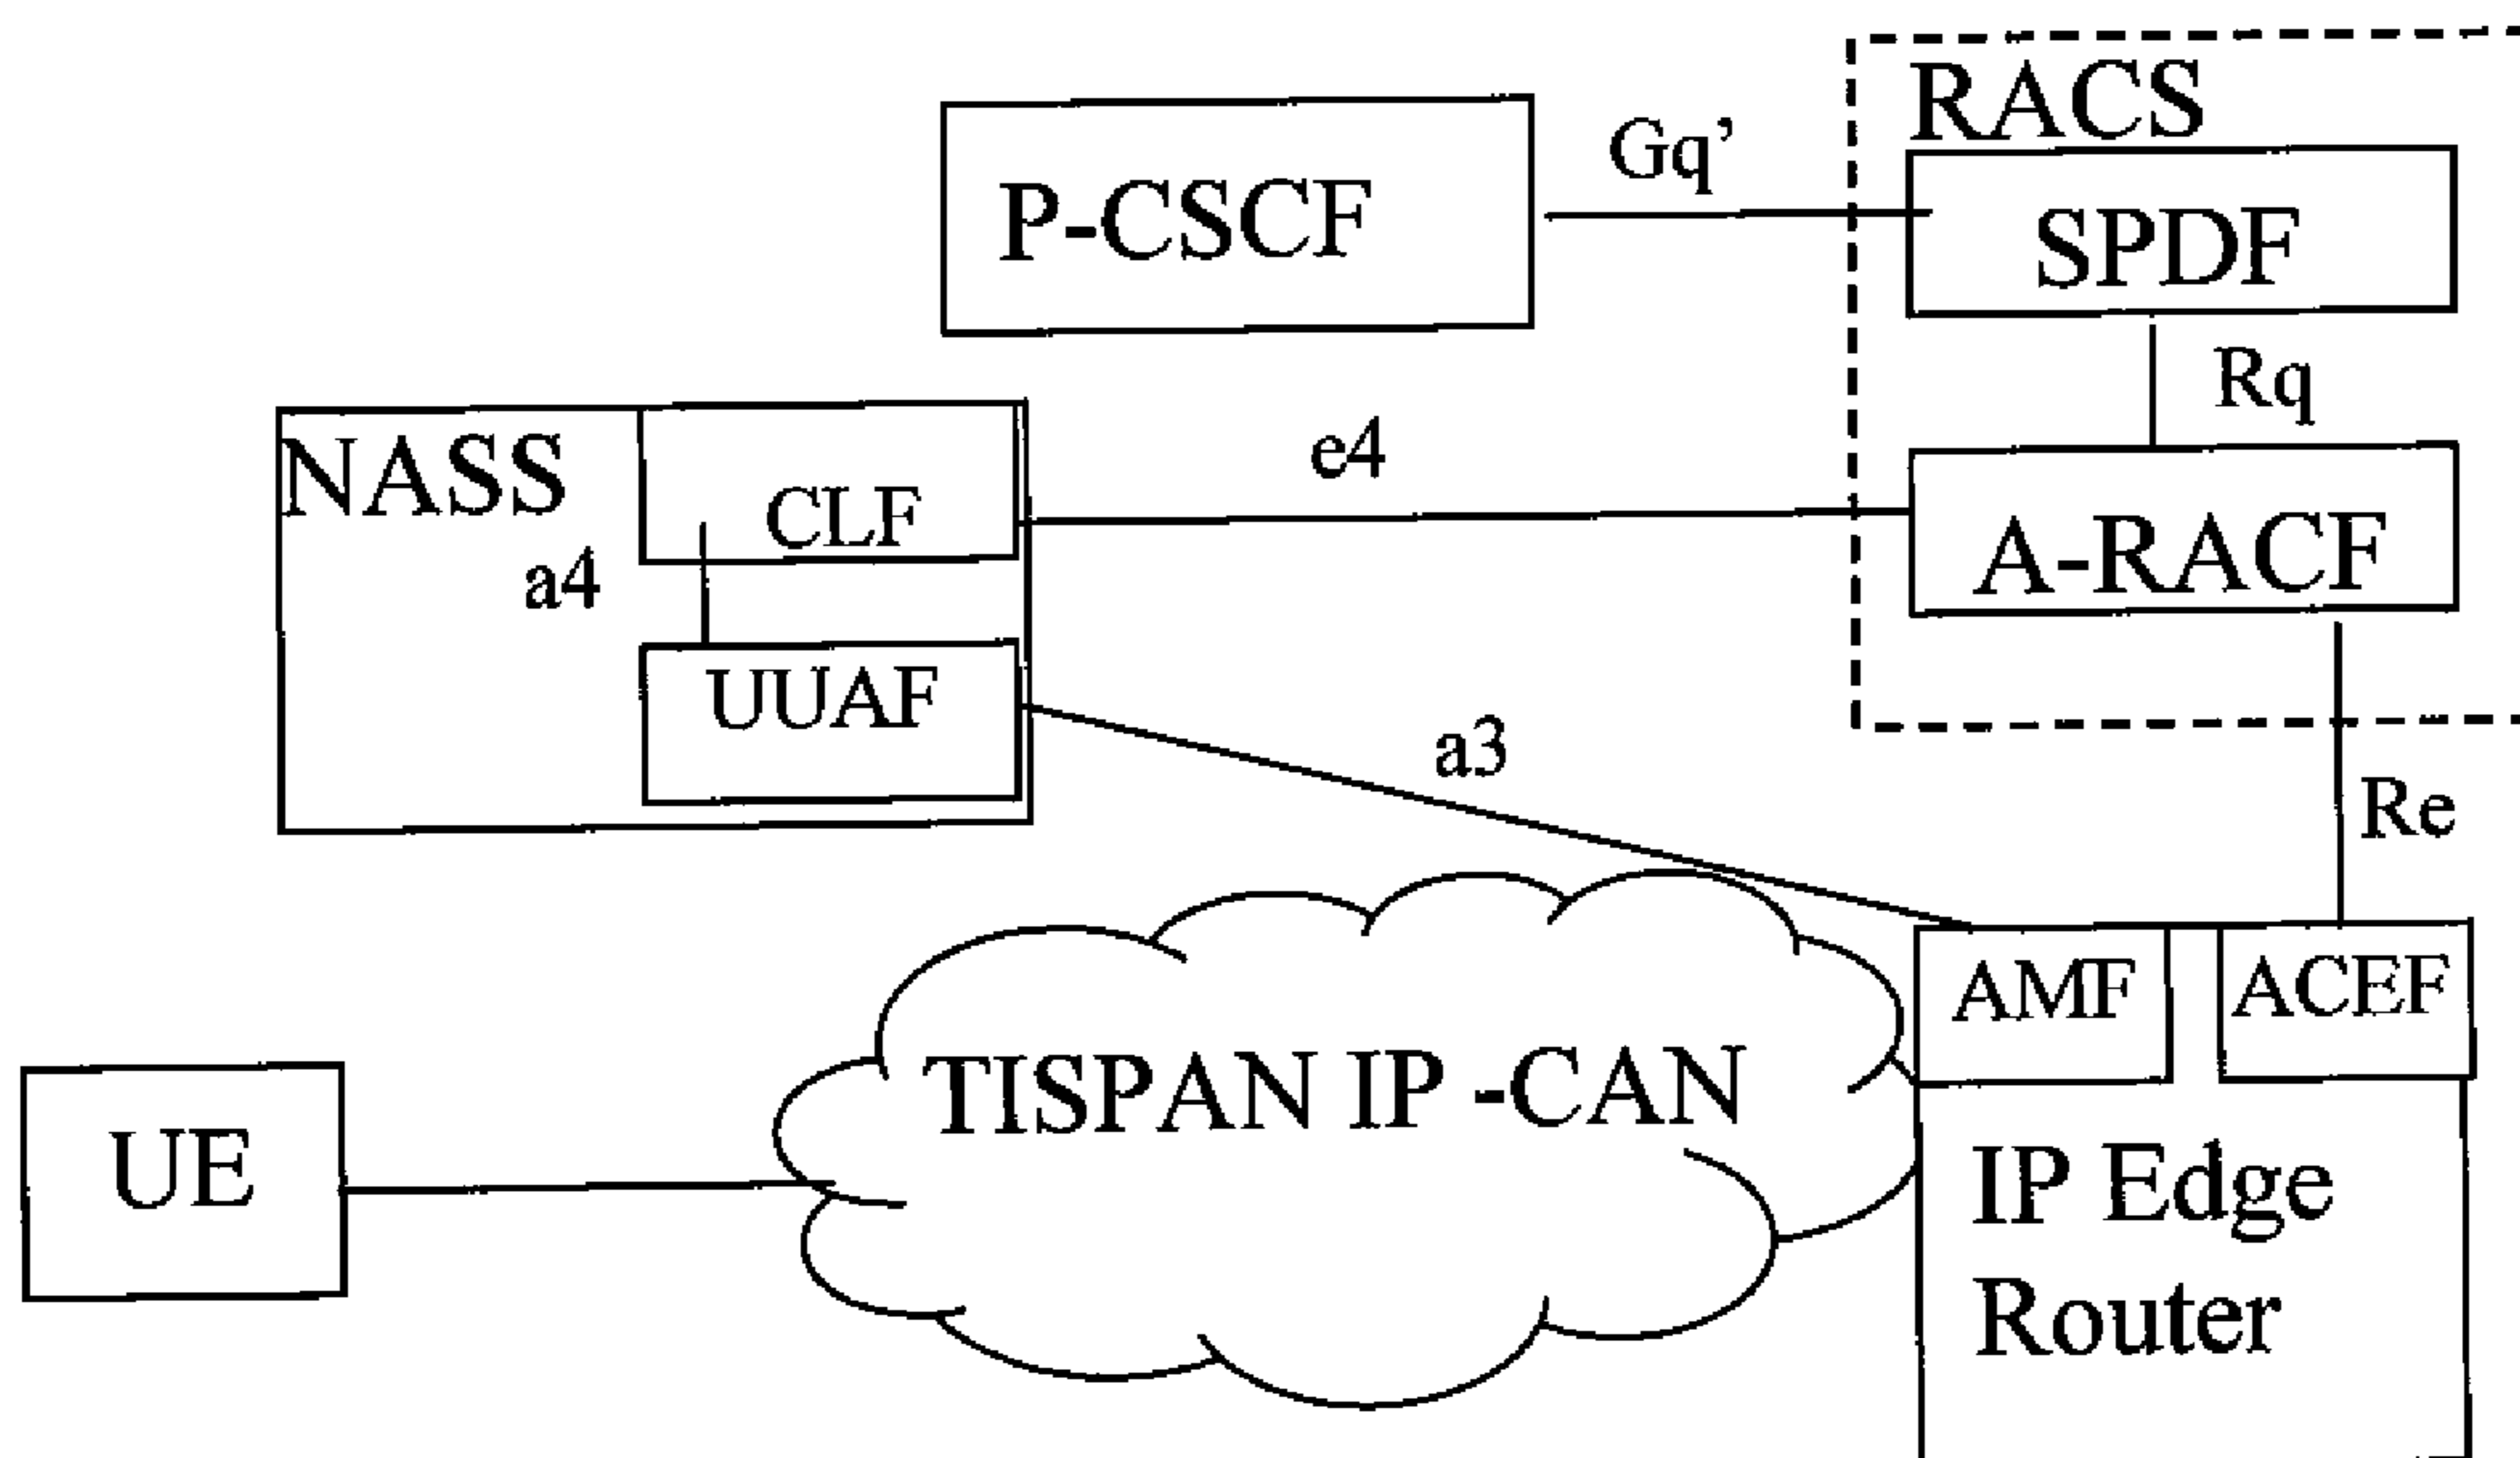 RACS
Gq’
P-CSCF
SPDF
Rq
NASS
e4
CLF
A-RACF
a4
UUAF
a3
Re
AMF
ACEF
TISPAN IP -CAN
UE
IP Edge
Router